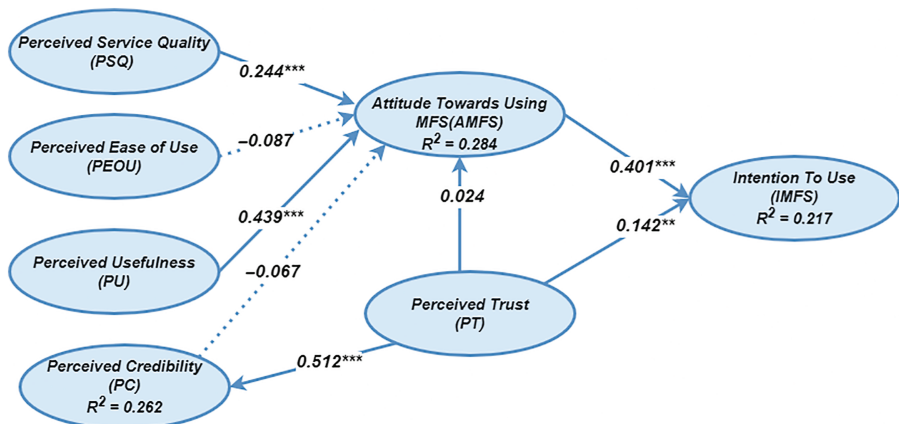 Perceived Service Quality
(PSQ)
0.244***
Attitude Towards Using
MFS(AMFS)
R² = 0.284
Perceived Ease of Use
(PEOU)
–0.087
0.401***
Intention To Use
(IMFS)
R² = 0.217
0.439***
0.024
0.142**
Perceived Usefulness
(PU)
–0.067
Perceived Trust
(PT)
0.512***
Perceived Credibility
(PC)
R² = 0.262